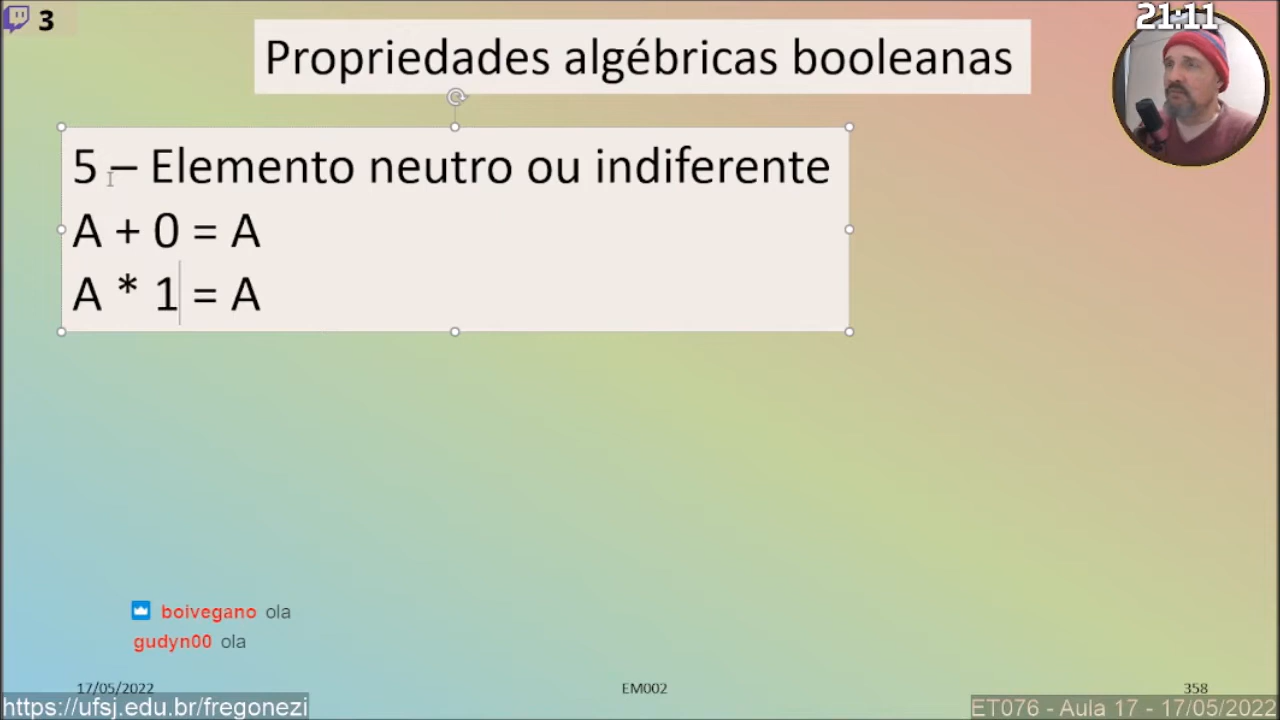 3
21:11
Propriedades algébricas booleanas
5 – Elemento neutro ou indiferente
A + 0 = A
A * 1 = A
boivegano ola
gudyn00 ola
17/05/2022
EM002
358
https://ufsj.edu.br/fregonezi
ET076 - Aula 17 - 17/05/2022